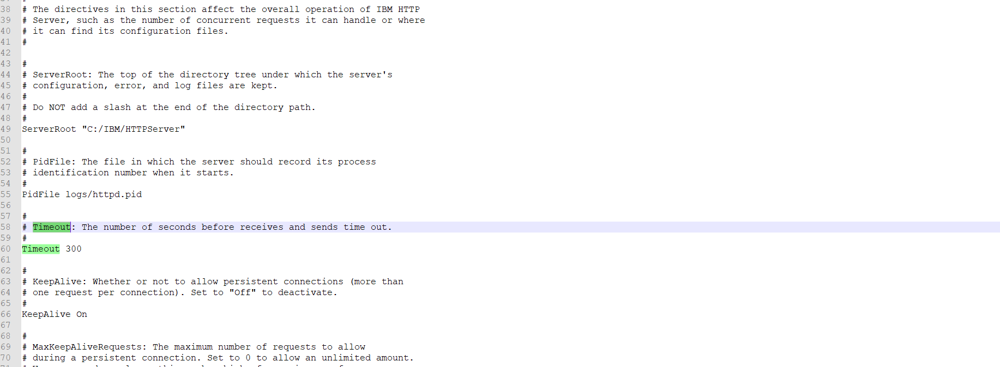 38 # The directives in this section affect the overall operation of IBM HTTP
39 # Server, such as the number of concurrent requests it can handle or where
40 # it can find its configuration files.
41 #
42
43 #
44 # ServerRoot: The top of the directory tree under which the server's
45 # configuration, error, and log files are kept.
46 #
47 # Do NOT add a slash at the end of the directory path.
48 #
49 ServerRoot "C:/IBM/HTTPServer"
50
51 #
52 # PidFile: The file in which the server should record its process
53 # identification number when it starts.
54 #
55 PidFile logs/httpd.pid
56
57 #
58 # Timeout: The number of seconds before receives and sends time out.
59 #
60 Timeout 300
61
62 #
63 # KeepAlive: Whether or not to allow persistent connections (more than
64 # one request per connection). Set to "Off" to deactivate.
65 #
66 KeepAlive On
67
68 #
69 # MaxKeepAliveRequests: The maximum number of requests to allow
70 # during a persistent connection. Set to 0 to allow an unlimited amount.